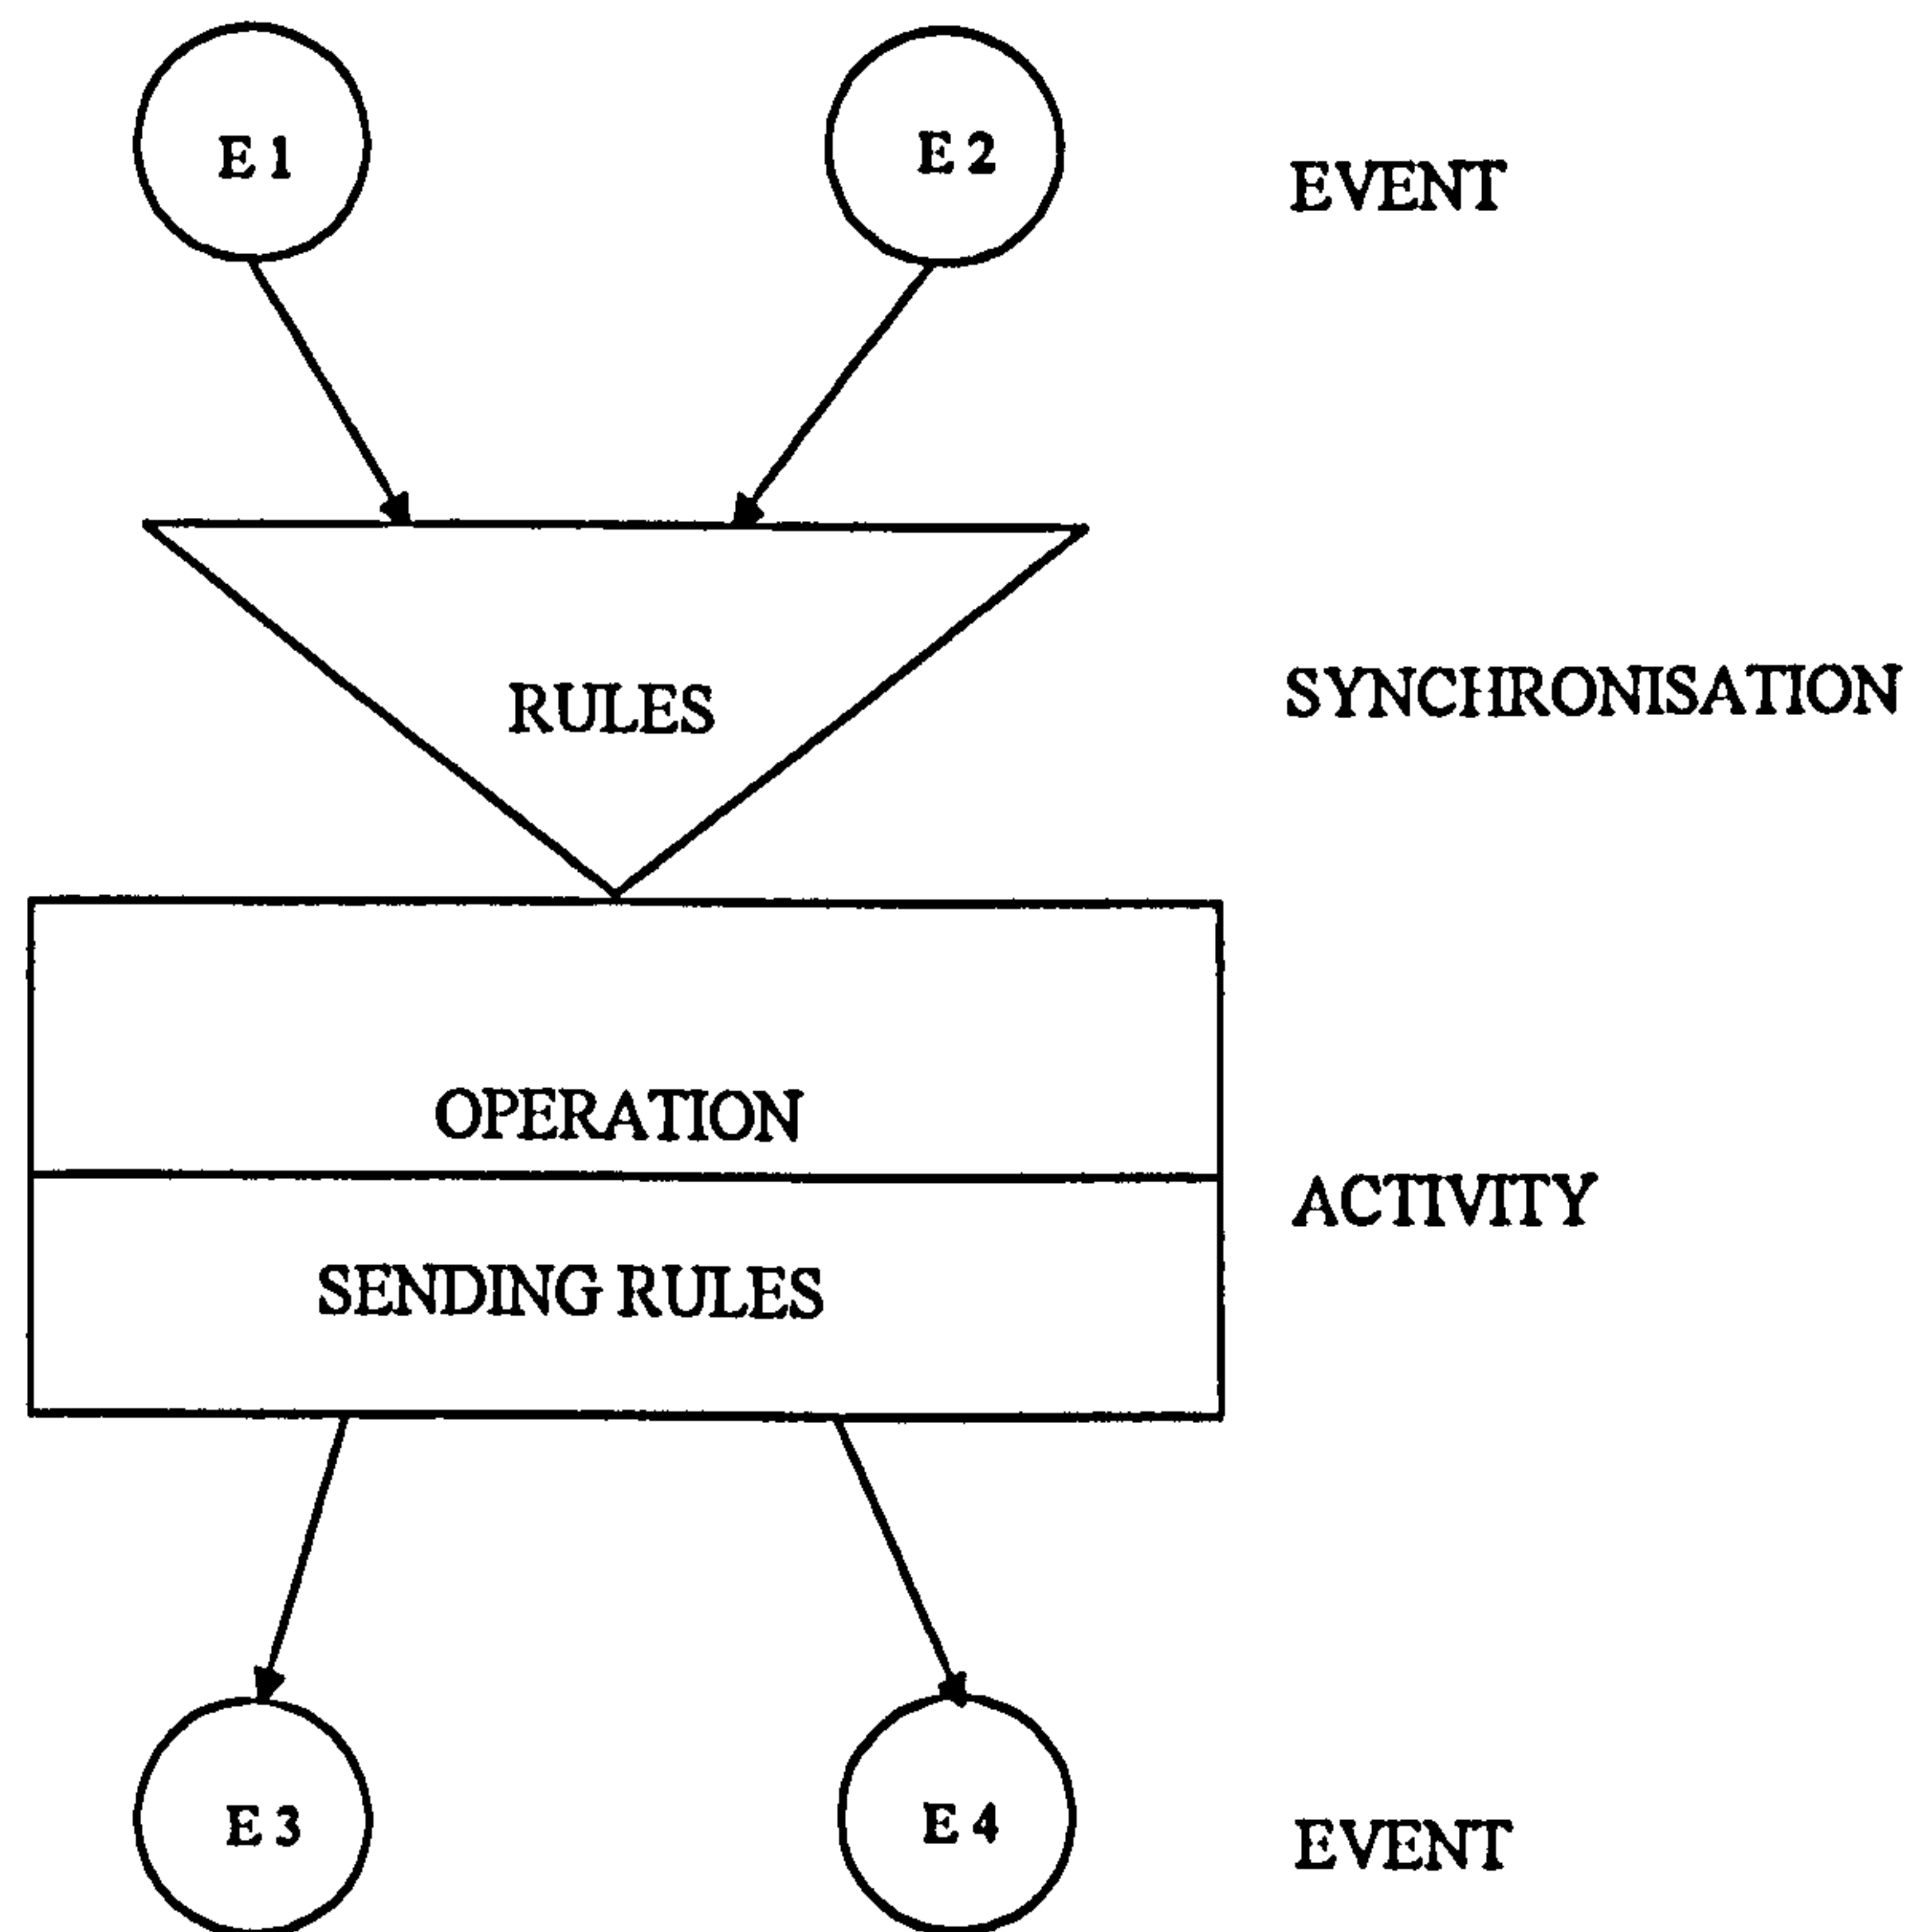 E 1
E 2
EVENT
RULES
SYNCHRONISATION
OPERATION
ACTIVITY
SENDING RULES
E 3
E 4
EVENT